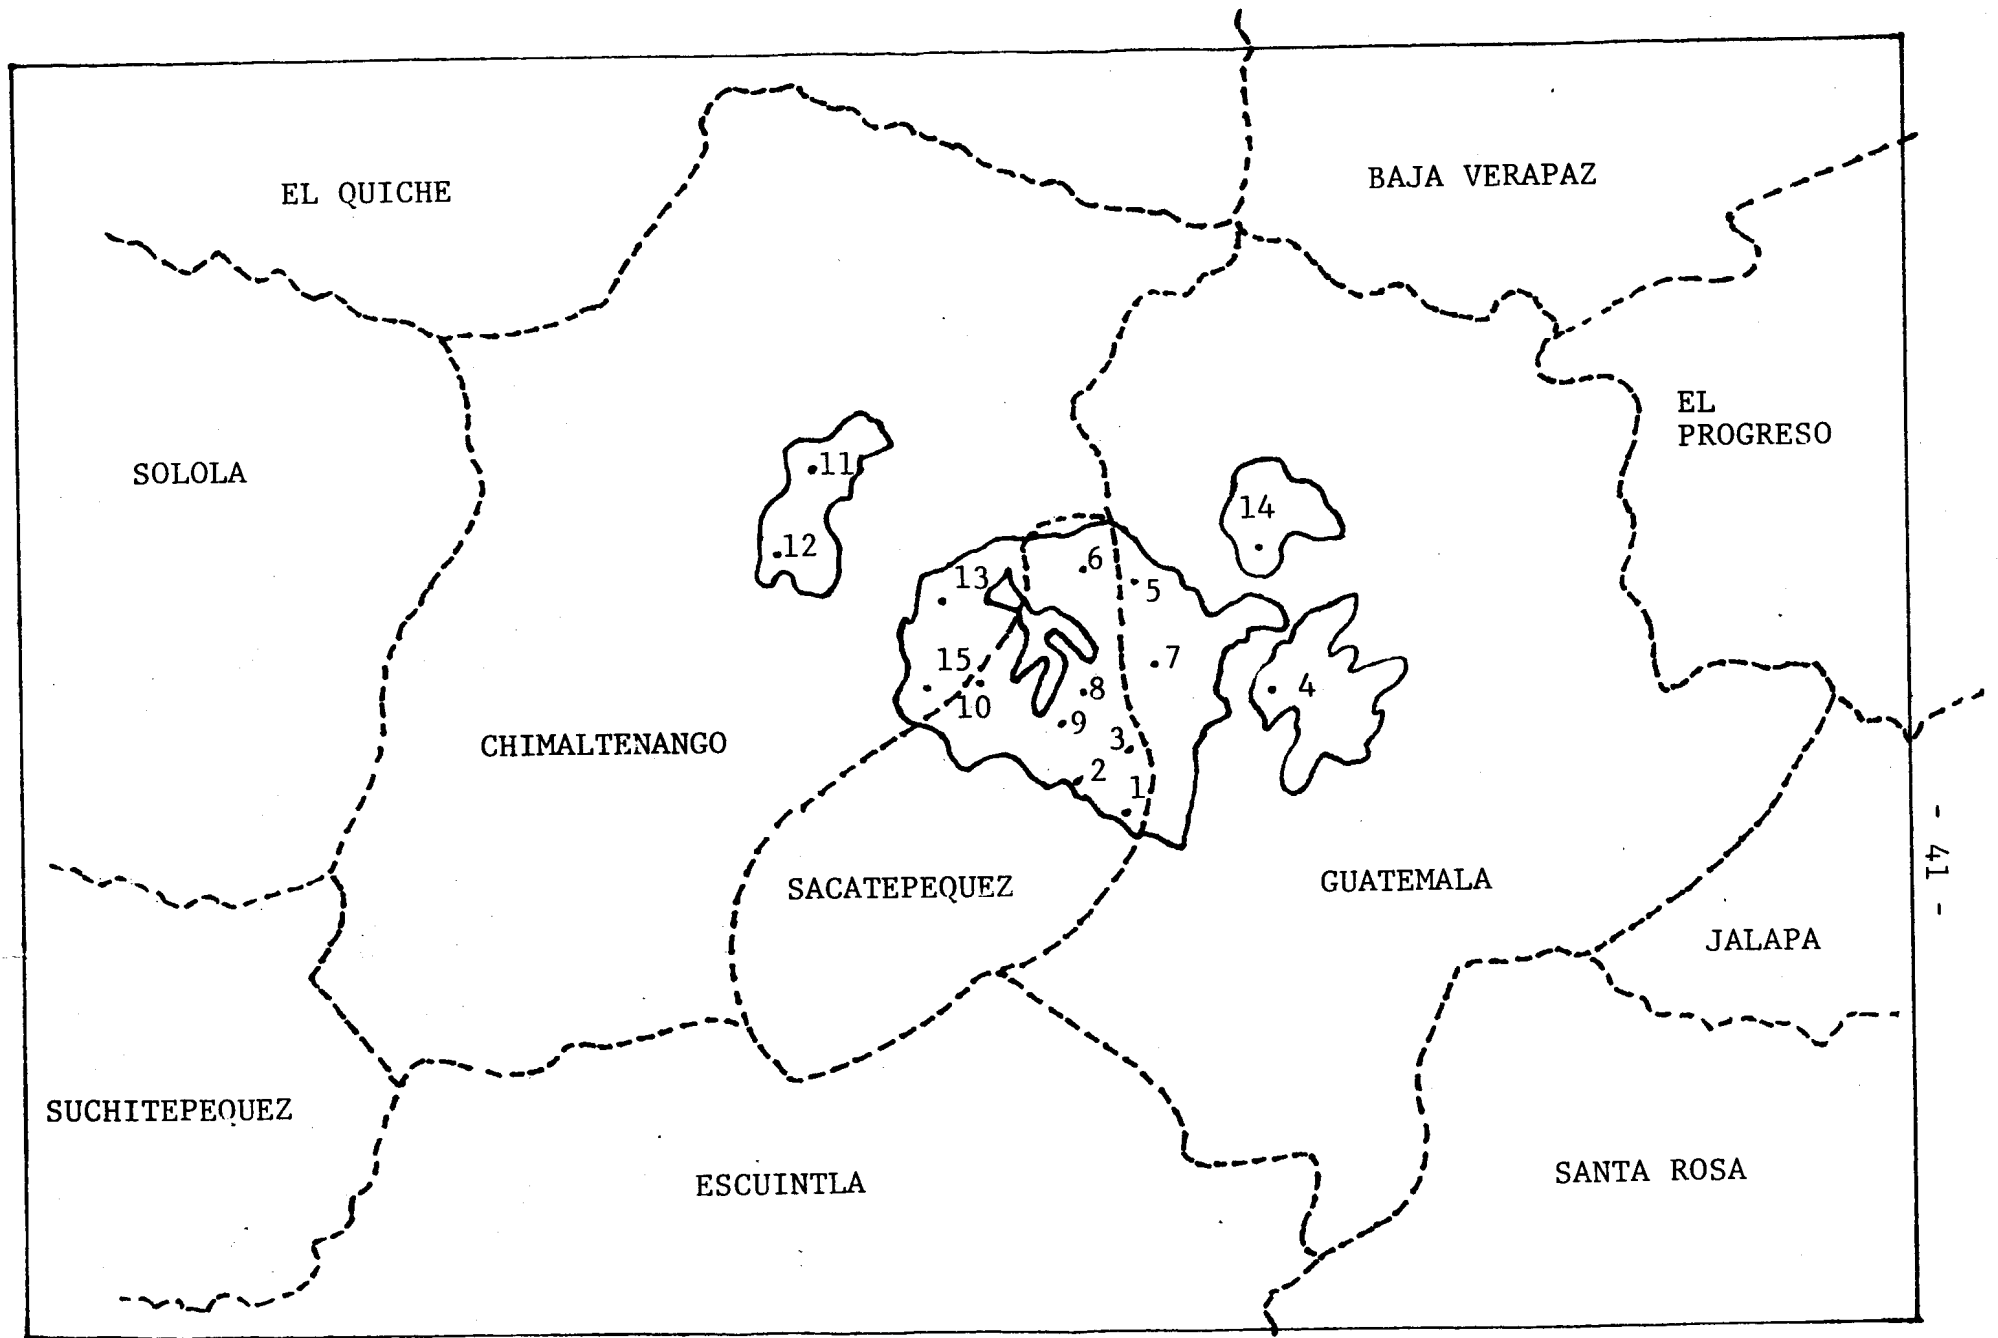 EL QUICHE
BAJA VERAPAZ
EL
PROGRESO
SOLOLA
11
14
12
6
13
5
15
7
8
4
10
9
3
CHIMALTENANGO
2
1
- 41 -
SACATEPEQUEZ
GUATEMALA
JALAPA
SUCHITEPEQUEZ
ESCUINTLA
SANTA ROSA